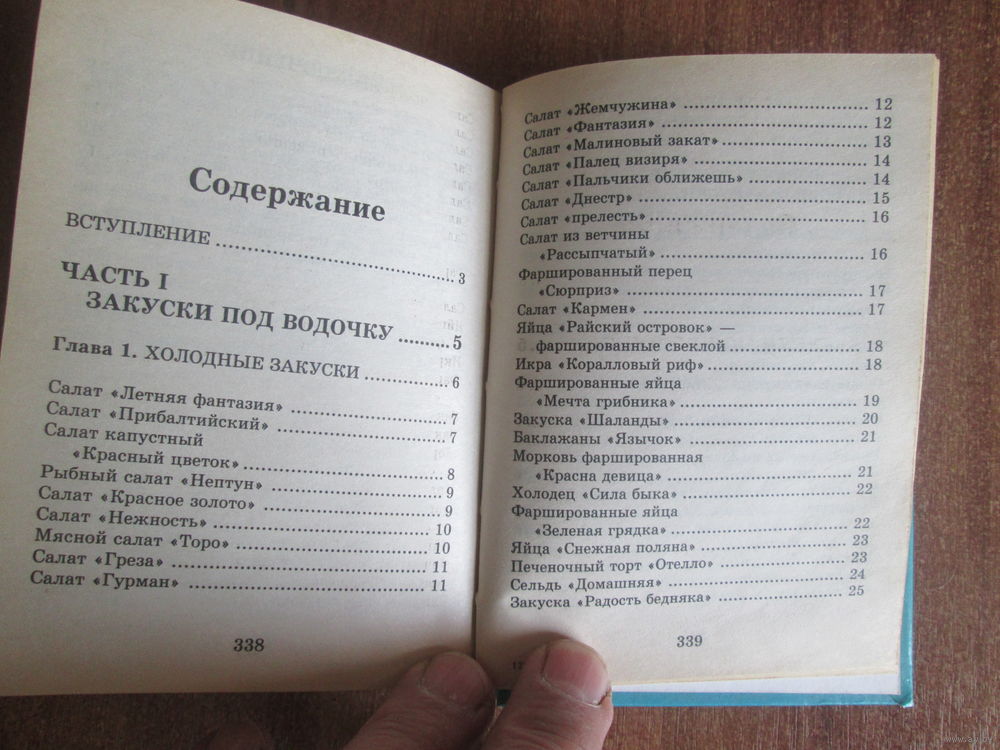 Содержание
ВСТУПЛЕНИЕ ........ 3
ЧАСТЬ I
ЗАКУСКИ ПОД ВОДОЧКУ ........ 5
Глава 1. ХОЛОДНЫЕ ЗАКУСКИ ........ 6
Салат «Летняя фантазия» ........ 7
Салат «Прибалтийский» ........ 7
Салат капустный
«Красный цветок» ........ 8
Рыбный салат «Нептун» ........ 9
Салат «Красное золото» ........ 9
Салат «Нежность» ........ 10
Мясной салат «Торо» ........ 10
Салат «Греза» ........ 11
Салат «Гурман» ........ 11
338
Салат «Жемчужина» ........ 12
Салат «Фантазия» ........ 12
Салат «Малиновый закат» ........ 13
Салат «Палец визиря» ........ 14
Салат «Пальчики оближешь» ........ 14
Салат «Днестр» ........ 15
Салат «прелесть» ........ 16
Салат из ветчины
«Рассыпчатый» ........ 16
Фаршированный перец
«Сюрприз» ........ 17
Салат «Кармен» ........ 17
Яйца «Райский островок» —
фаршированные свеклой ........ 18
Икра «Коралловый риф» ........ 18
Фаршированные яйца
«Мечта грибника» ........ 19
Закуска «Шаланды» ........ 20
Баклажаны «Язычок» ........ 21
Морковь фаршированная
«Красна девица» ........ 21
Холодец «Сила быка» ........ 22
Фаршированные яйца
«Зеленая грядка» ........ 22
Яйца «Снежная поляна» ........ 23
Печеночный торт «Отелло» ........ 23
Сельдь «Домашняя» ........ 24
Закуска «Радость бедняка» ........ 25
339